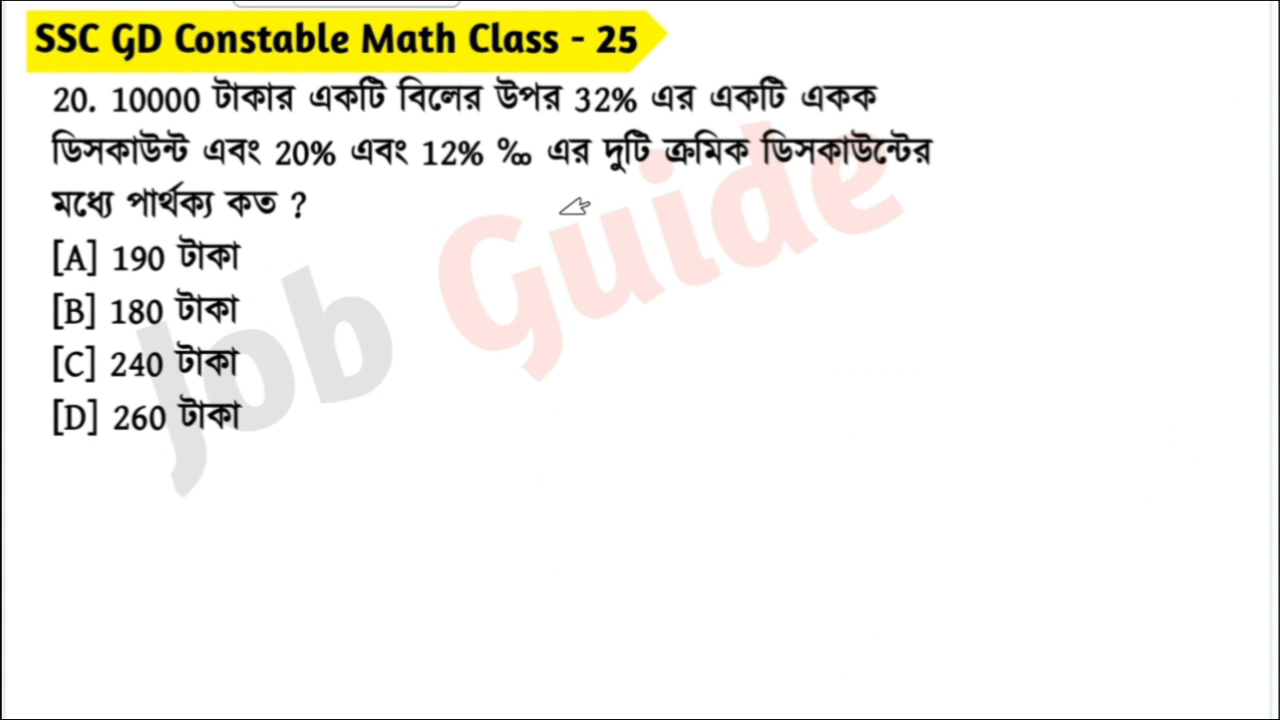 SSC GD Constable Math Class - 25
20. 10000 টাকার একটি বিলের উপর 32% এর একটি একক
ডিসকাউন্ট এবং 20% এবং 12% ‰ এর দুটি ক্রমিক ডিসকাউন্টের
মধ্যে পার্থক্য কত ?
[A] 190 টাকা
[B] 180 টাকা
[C] 240 টাকা
[D] 260 টাকা
Job Guide